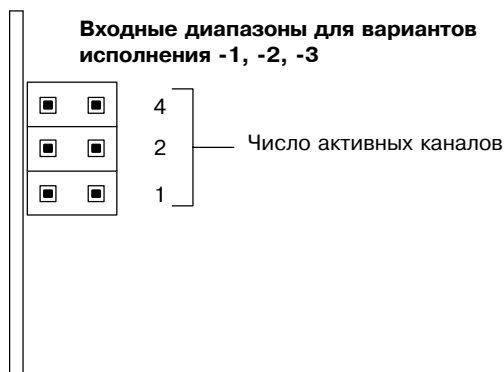 Входные диапазоны для вариантов
исполнения -1, -2, -3
4
2
Число активных каналов
1